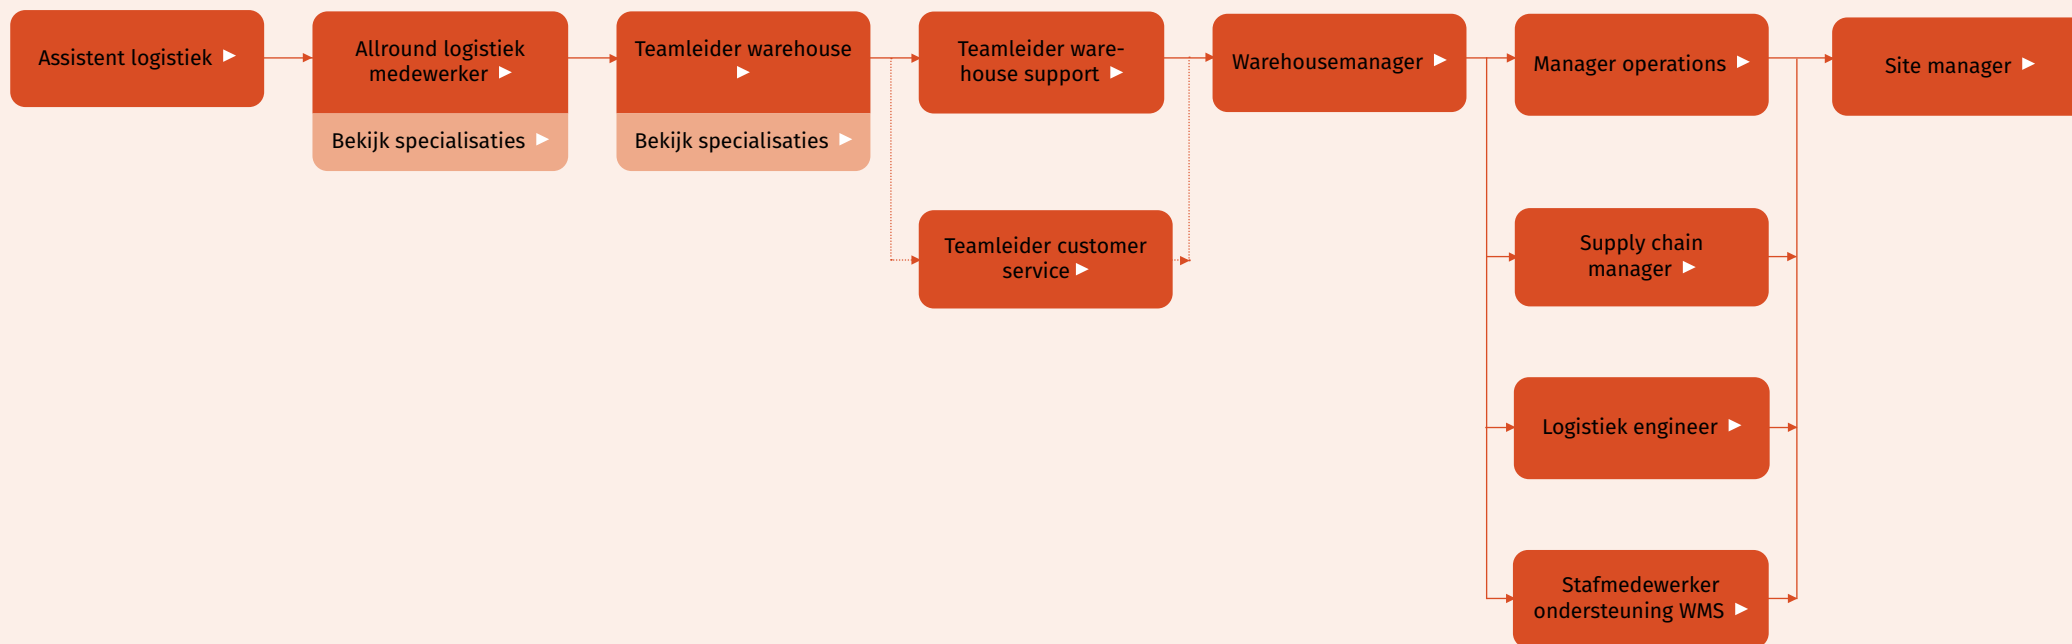 Assistent logistiek
Allround logistiek
medewerker
Bekijk specialisaties
Teamleider warehouse
Bekijk specialisaties
Teamleider ware-
house support
Teamleider customer
service
Warehousemanager
Manager operations
Supply chain
manager
Logistiek engineer
Stafmedewerker
ondersteuning WMS
Site manager